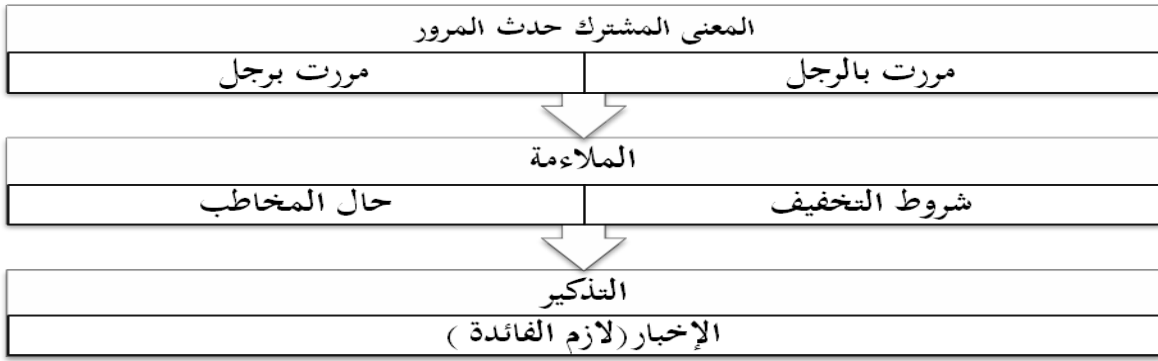 المعنى المشترك حدث المرور
مررت بالرجل
مررت برجل
الملاءمة
شروط التخفيف
حال المخاطب
التذكير
الإخبار(لازم الفائدة )